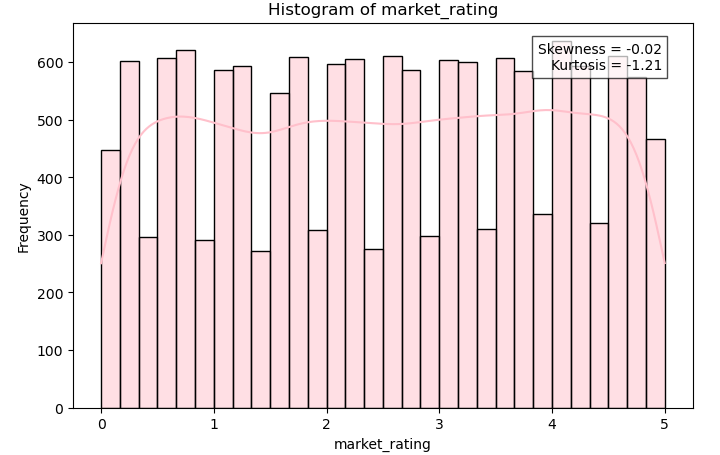 Histogram of market_rating
Skewness = -0.02
Kurtosis = -1.21
600
500
400
300
200
100
0
Frequency
0 1 2 3 4 5
market_rating